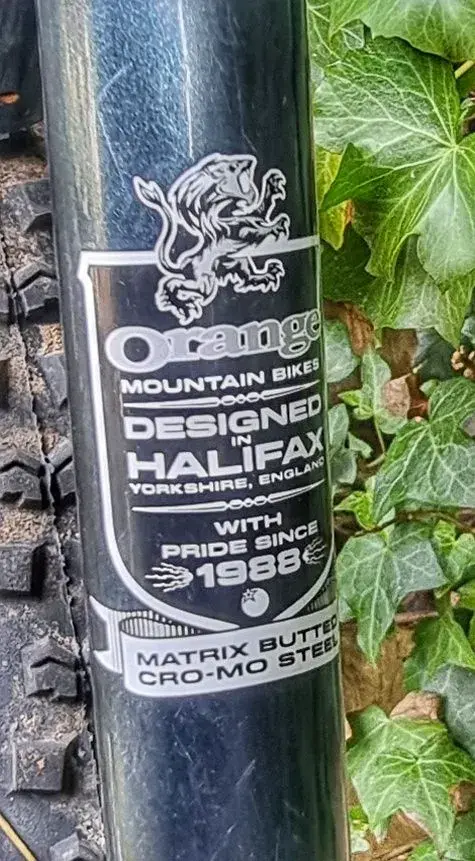 Orange
MOUNTAIN BIKES
DESIGNED
IN
HALIFAX
YORKSHIRE, ENGLAND
WITH
PRIDE SINCE
1988
MATRIX BUTTED
CRO-MO STEEL